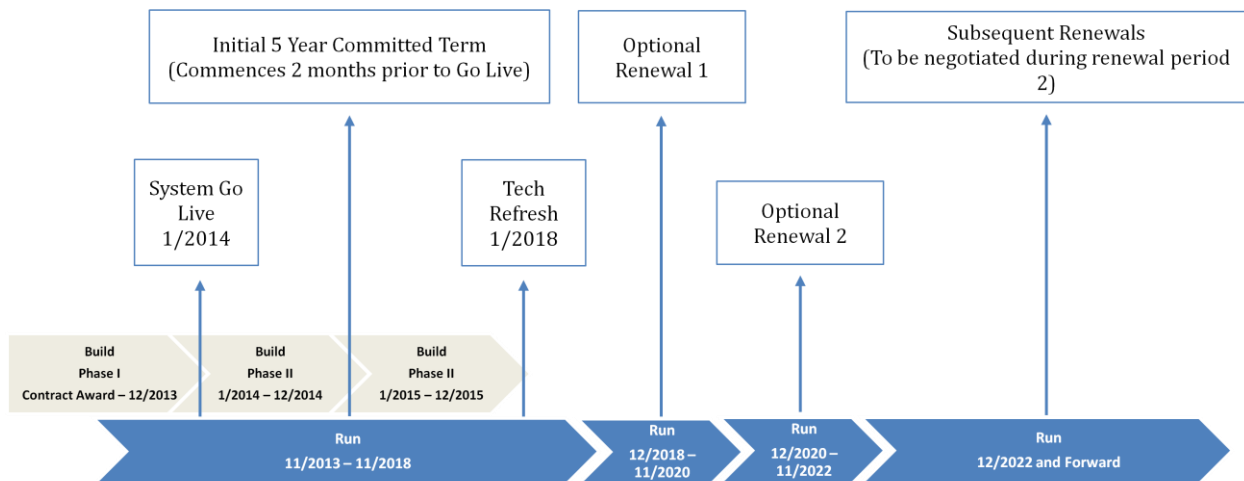 Initial 5 Year Committed Term
(Commences 2 months prior to Go Live)
Optional
Renewal 1
Subsequent Renewals
(To be negotiated during renewal period
2)
System Go
Live
1/2014
Tech
Refresh
1/2018
Optional
Renewal 2
Build
Phase I
Contract Award – 12/2013
Build
Phase II
1/2014 – 12/2014
Build
Phase II
1/2015 – 12/2015
Run
11/2013 – 11/2018
Run
12/2018 –
11/2020
Run
12/2020 –
11/2022
Run
12/2022 and Forward